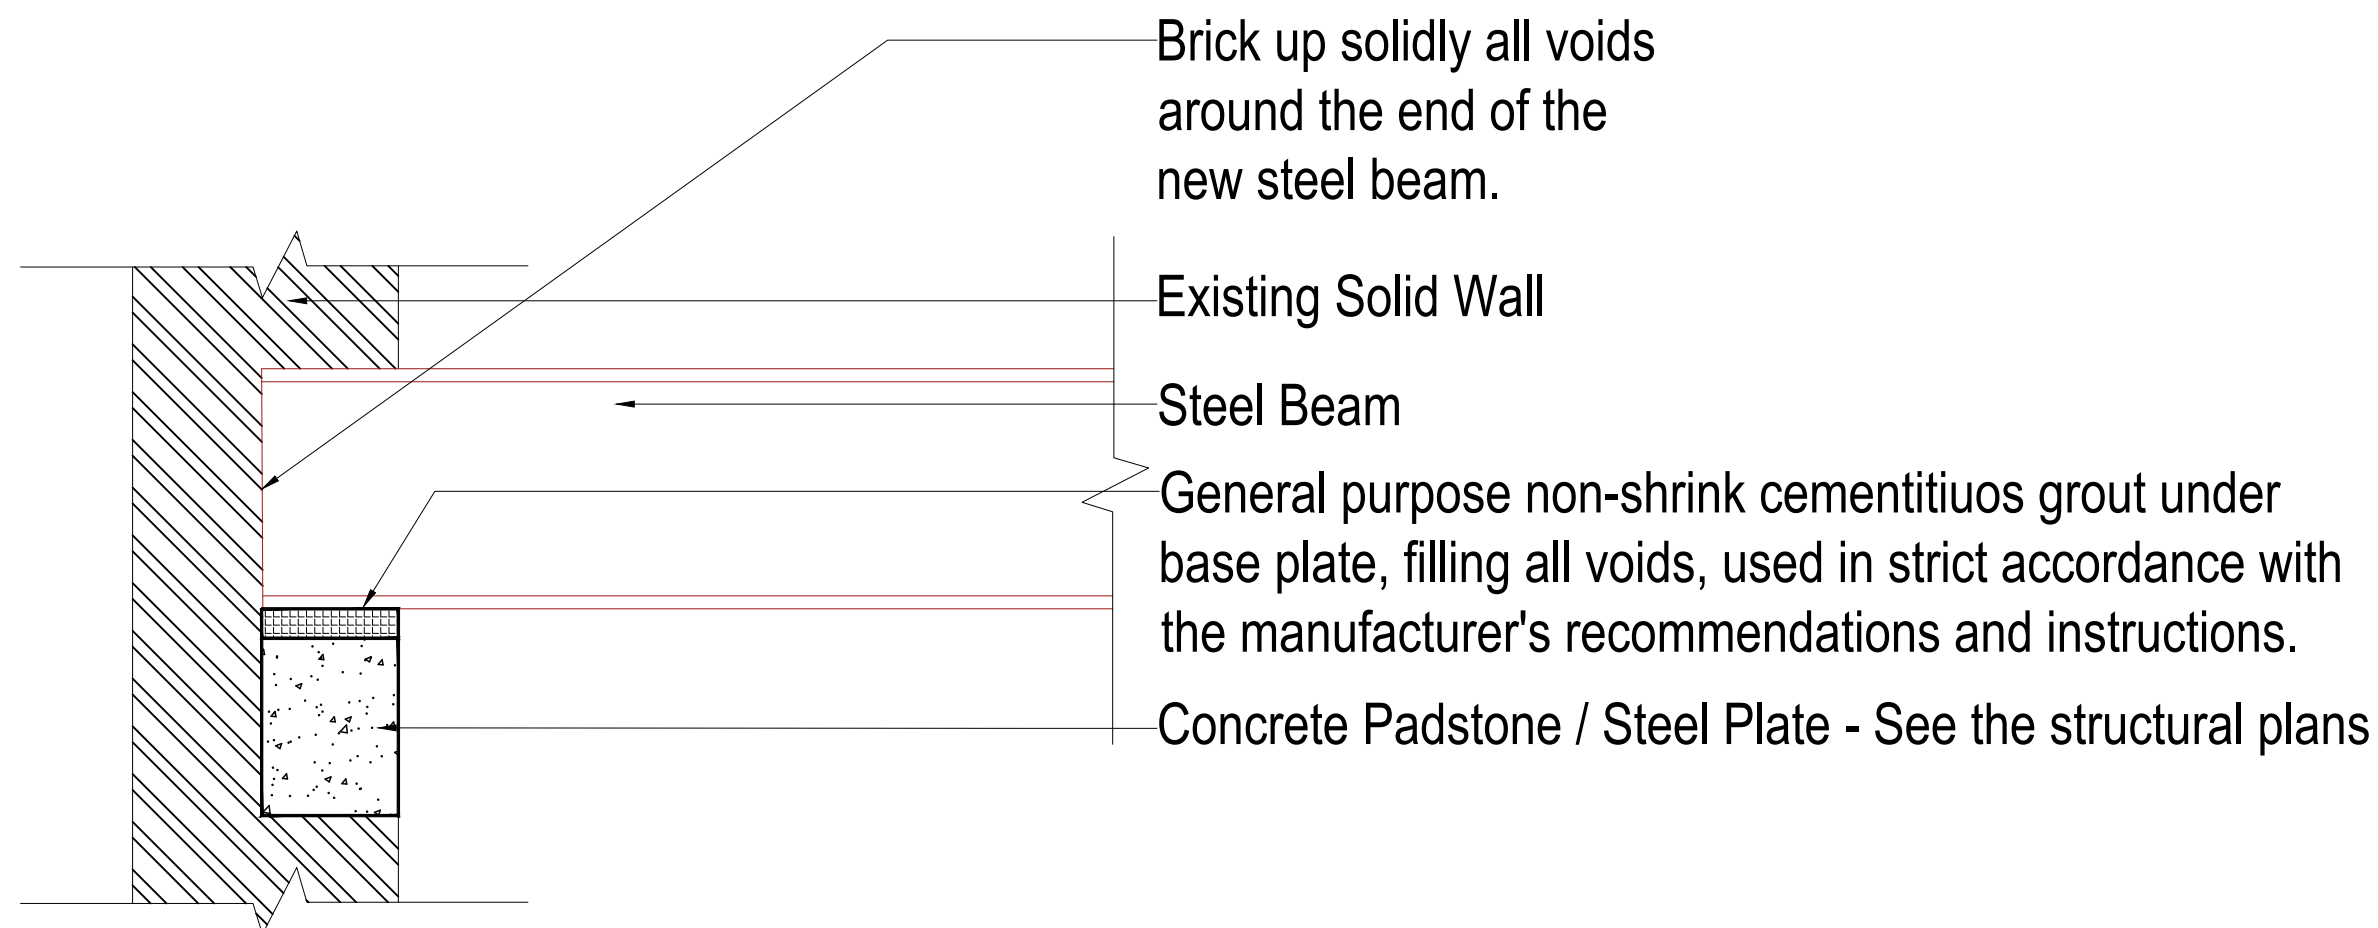 Brick up solidly all voids
around the end of the
new steel beam.
Existing Solid Wall
Steel Beam
General purpose non-shrink cementitiuos grout under
base plate, filling all voids, used in strict accordance with
the manufacturer's recommendations and instructions.
Concrete Padstone / Steel Plate - See the structural plans